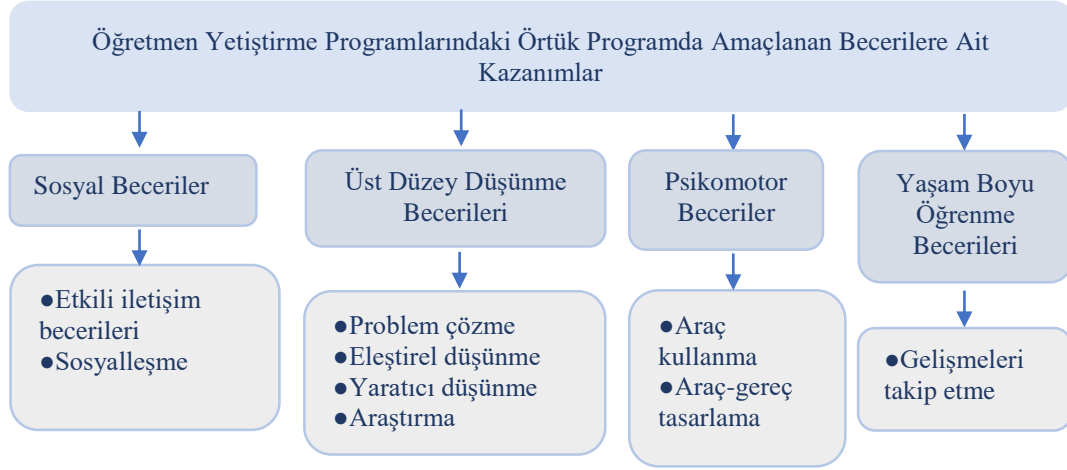 Öğretmen Yetiştirme Programlarındaki Örtük Programda Amaçlanan Becerilere Ait
Kazanımlar
Sosyal Beceriler
●Etkili iletişim
becerileri
●Sosyalleşme
Üst Düzey Düşünme
Becerileri
●Problem çözme
●Eleştirel düşünme
●Yaratıcı düşünme
●Araştırma
Psikomotor
Beceriler
●Araç
kullanma
●Araç-gereç
tasarlama
Yaşam Boyu
Öğrenme
Becerileri
●Gelişmeleri
takip etme